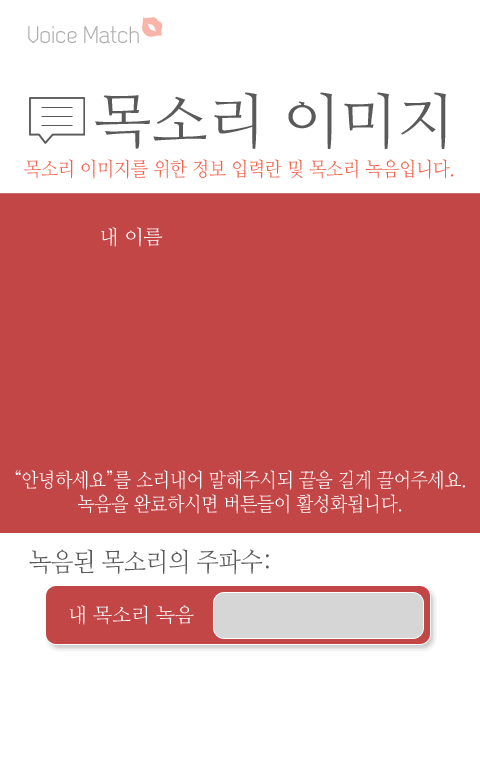 Voice Match
목소리 이미지
목소리 이미지를 위한 정보 입력란 및 목소리 녹음입니다.
내 이름
“안녕하세요”를 소리내어 말해주시되 끝을 길게 끌어주세요.
녹음을 완료하시면 버튼들이 활성화됩니다.
녹음된 목소리의 주파수:
내 목소리 녹음